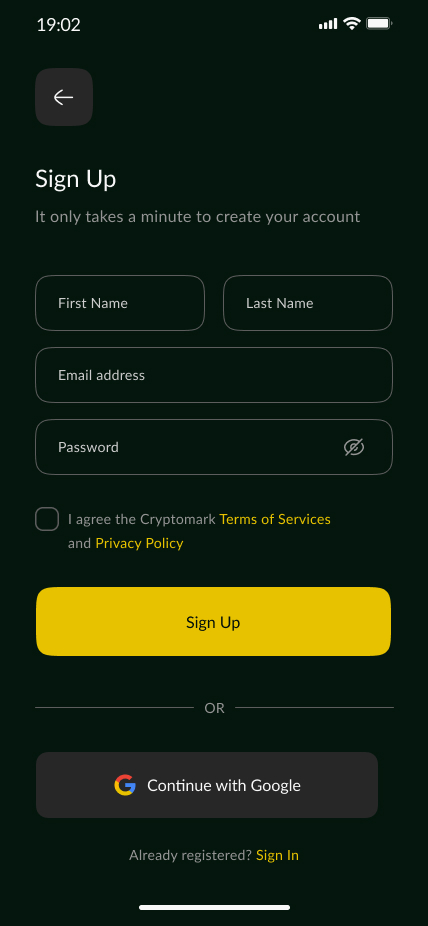 19:02
Sign Up
It only takes a minute to create your account
First Name
Last Name
Email address
Password
I agree the Cryptomark Terms of Services
and Privacy Policy
Sign Up
OR
Continue with Google
Already registered? Sign In